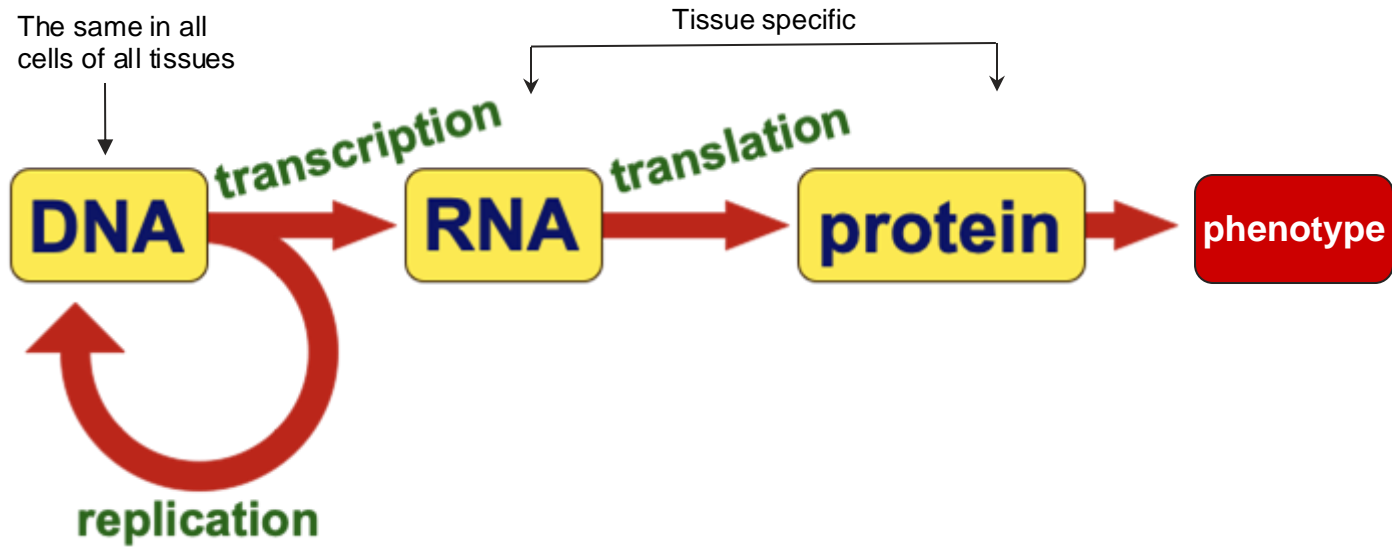 The same in all
cells of all tissues
Tissue specific
transcription
translation
DNA
RNA
protein
phenotype
replication